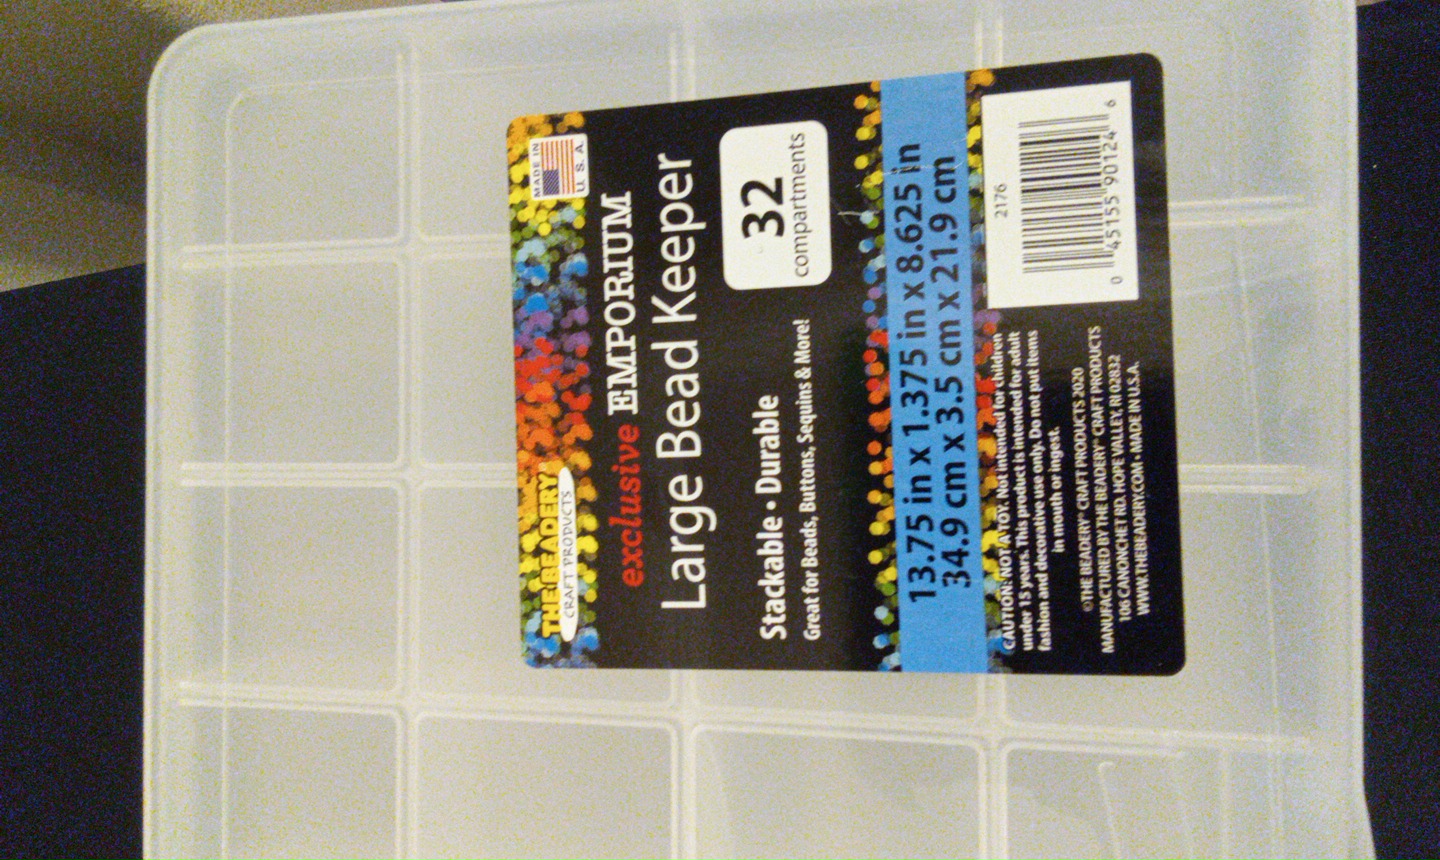 THE BEADERY
CRAFT PRODUCTS
MADE IN
U.S.A.
exclusive EMPORIUM
Large Bead Keeper
Stackable • Durable
Great for Beads, Buttons, Sequins & More!
32
compartments
13.75 in x 1.375 in x 8.625 in
34.9 cm x 3.5 cm x 21.9 cm
CAUTION: NOT A TOY. Not intended for children
under 15 years. This product is intended for adult
fashion and decorative use only. Do not put items
in mouth or ingest.
©THE BEADERY® CRAFT PRODUCTS 2020
MANUFACTURED BY THE BEADERY® CRAFT PRODUCTS
106 CANONCHET RD. HOPE VALLEY, RI 02832
WWW.THEBEADERY.COM • MADE IN U.S.A.
2176
0 45155 90124 6